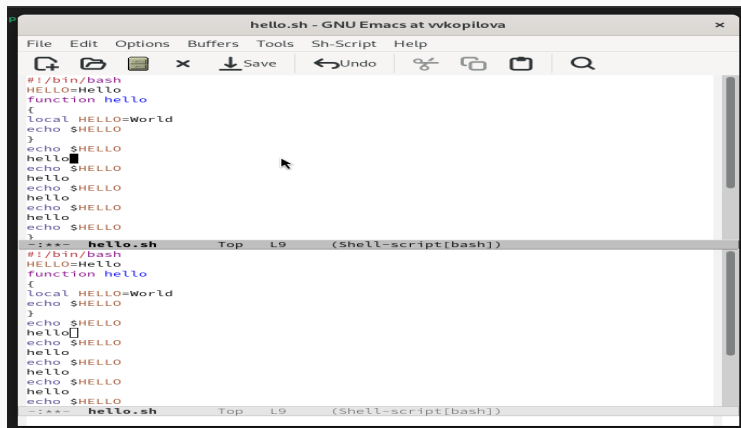 hello.sh - GNU Emacs at vvkopilova
File Edit Options Buffers Tools Sh-Script Help
Save Undo
#!/bin/bash
HELLO=Hello
function hello
{
local HELLO=World
echo $HELLO
}
echo $HELLO
hello
echo $HELLO
hello
echo $HELLO
hello
echo $HELLO
hello
echo $HELLO
}
-:**- hello.sh Top L9 (Shell-script[bash])
#!/bin/bash
HELLO=Hello
function hello
{
local HELLO=World
echo $HELLO
}
echo $HELLO
hello
echo $HELLO
hello
echo $HELLO
hello
echo $HELLO
hello
echo $HELLO
-:**- hello.sh Top L9 (Shell-script[bash])